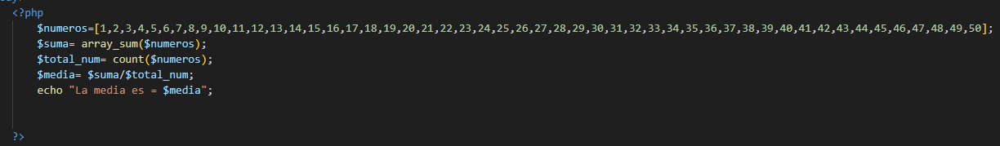 <?php
$numeros=[1,2,3,4,5,6,7,8,9,10,11,12,13,14,15,16,17,18,19,20,21,22,23,24,25,26,27,28,29,30,31,32,33,34,35,36,37,38,39,40,41,42,43,44,45,46,47,48,49,50];
$suma= array_sum($numeros);
$total_num= count($numeros);
$media= $suma/$total_num;
echo "La media es = $media";
?>